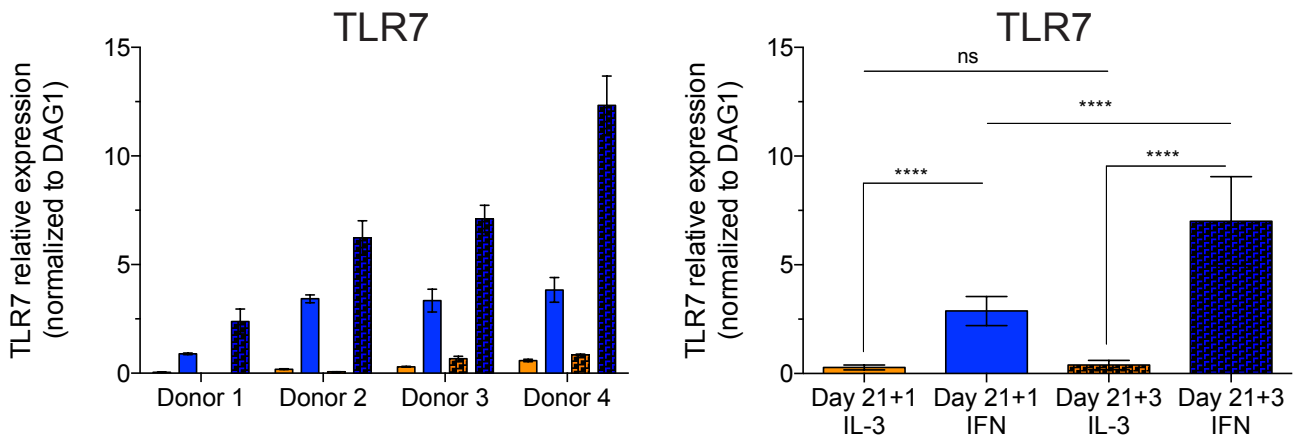 TLR7
TLR7 relative expression
(normalized to DAG1)
15
10
5
0
Donor 1 Donor 2 Donor 3 Donor 4
TLR7
TLR7 relative expression
(normalized to DAG1)
15
10
5
0
ns
****
****
****
Day 21+1 Day 21+1 Day 21+3 Day 21+3
IL-3 IFN IL-3 IFN